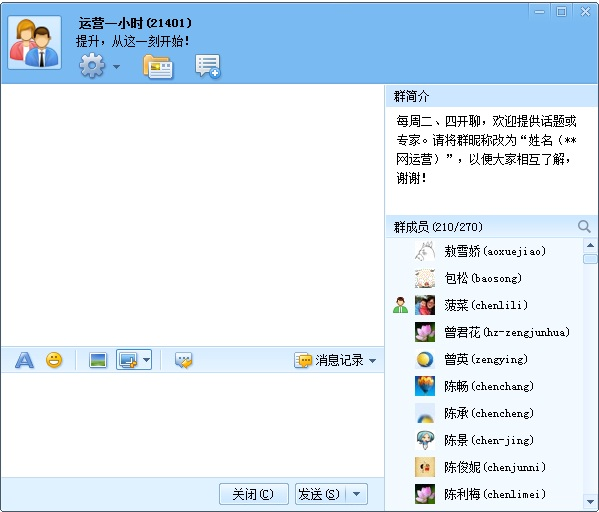 运营一小时(21401)
提升，从这一刻开始！
群简介
每周二、四开聊，欢迎提供话题或
专家。请将群昵称改为“姓名（**
网运营）”，以便大家相互了解，
谢谢！
群成员(210/270)
敖雪娇(aoxuejiao)
包松(baosong)
菠菜(chenlili)
曾君花(hz-zengjunhua)
曾英(zengying)
陈畅(chenchang)
陈承(chencheng)
陈景(chen-jing)
陈俊妮(chenjunni)
陈利梅(chenlimei)
A
消息记录
关闭(C)
发送(S)